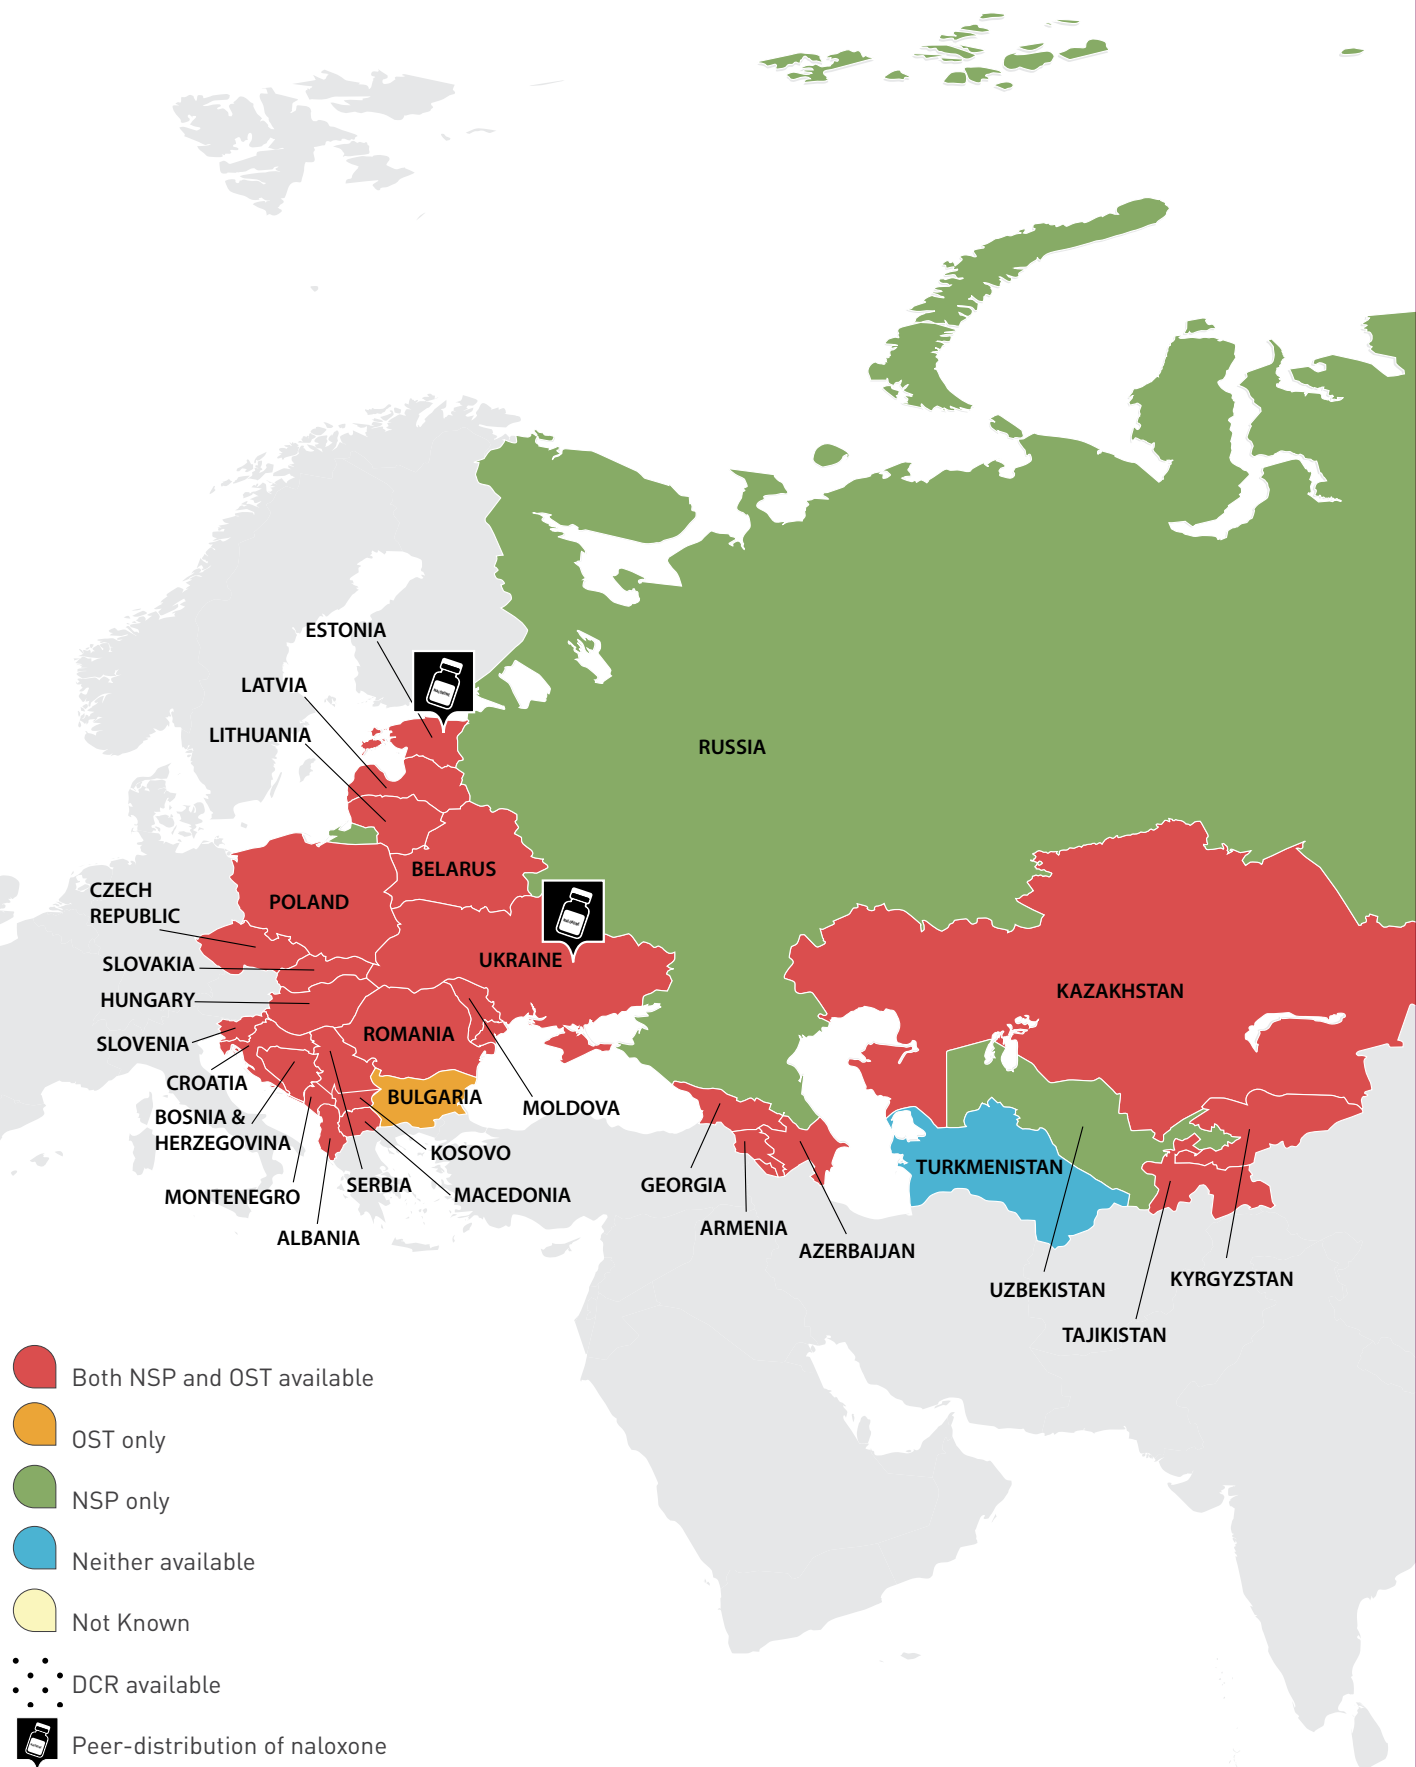 ESTONIA
LATVIA
LITHUANIA
RUSSIA
BELARUS
CZECH
REPUBLIC
POLAND
UKRAINE
SLOVAKIA
KAZAKHSTAN
HUNGARY
ROMANIA
SLOVENIA
CROATIA
BULGARIA
MOLDOVA
BOSNIA &
HERZEGOVINA
KOSOVO
TURKMENISTAN
SERBIA
GEORGIA
MONTENEGRO
MACEDONIA
ARMENIA
ALBANIA
AZERBAIJAN
KYRGYZSTAN
UZBEKISTAN
TAJIKISTAN
Both NSP and OST available
OST only
NSP only
Neither available
Not Known
DCR available
Peer-distribution of naloxone